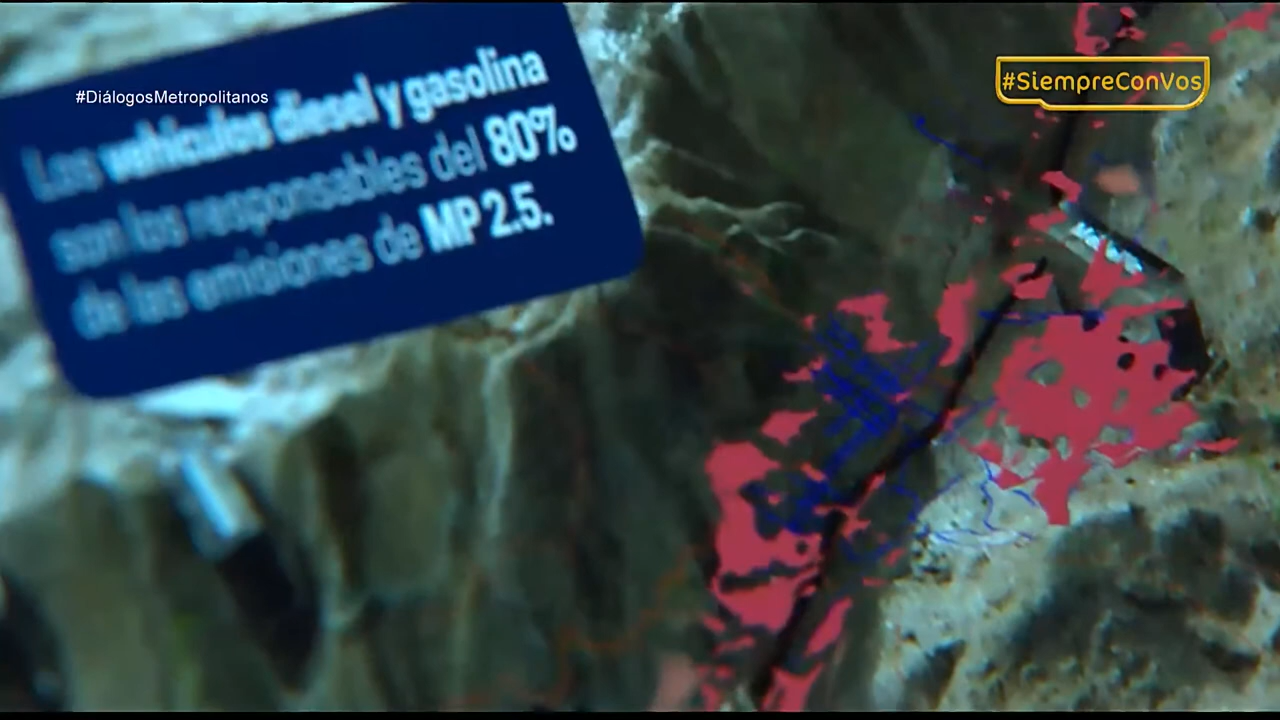 #DiálogosMetropolitanos
#SiempreConVos
Los vehículos diesel y gasolina
son los responsables del 80%
de las emisiones de MP 2.5.